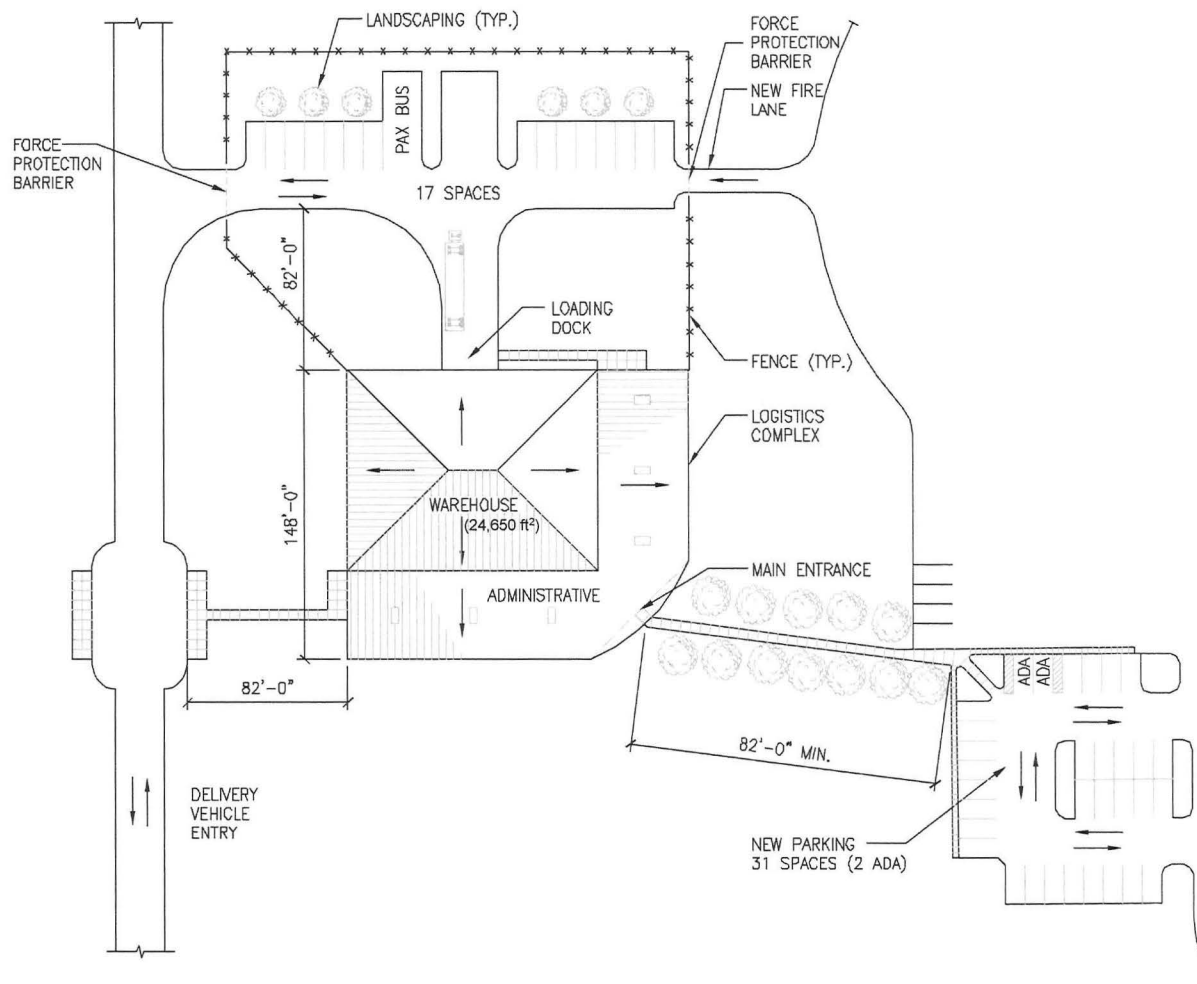 LANDSCAPING (TYP.)
FORCE
PROTECTION
BARRIER
NEW FIRE
LANE
PAX BUS
FORCE
PROTECTION
BARRIER
17 SPACES
82'-0"
LOADING
DOCK
FENCE (TYP.)
LOGISTICS
COMPLEX
148'-0"
WAREHOUSE
(24,650 ft²)
MAIN ENTRANCE
ADMINISTRATIVE
82'-0"
ADA
ADA
82'-0" MIN.
DELIVERY
VEHICLE
ENTRY
NEW PARKING
31 SPACES (2 ADA)